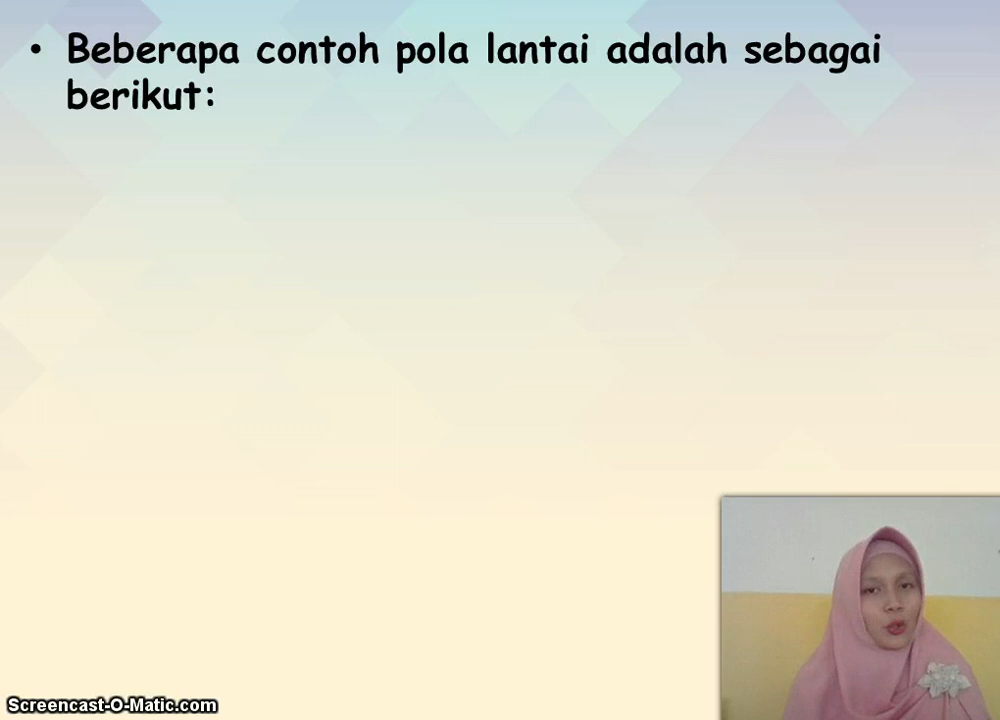 • Beberapa contoh pola lantai adalah sebagai
berikut:
Screencast-O-Matic.com